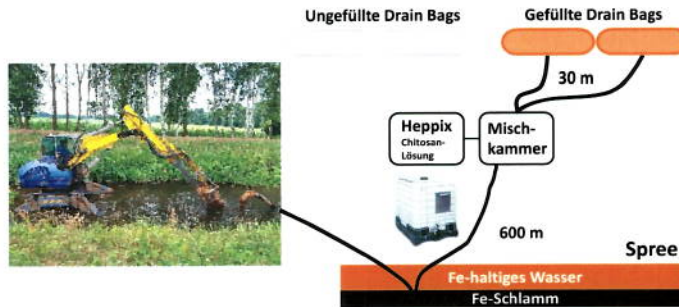 Ungefüllte Drain Bags
Gefüllte Drain Bags
30 m
Heppix
Chitosan-
Lösung
Misch-
kammer
600 m
Spree
Fe-haltiges Wasser
Fe-Schlamm